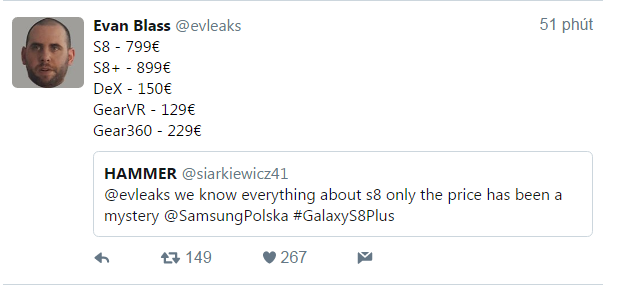 Evan Blass @evleaks 51 phút
S8 - 799€
S8+ - 899€
DeX - 150€
GearVR - 129€
Gear360 - 229€
HAMMER @siarkiewicz41
@evleaks we know everything about s8 only the price has been a
mystery @SamsungPolska #GalaxyS8Plus
149 267